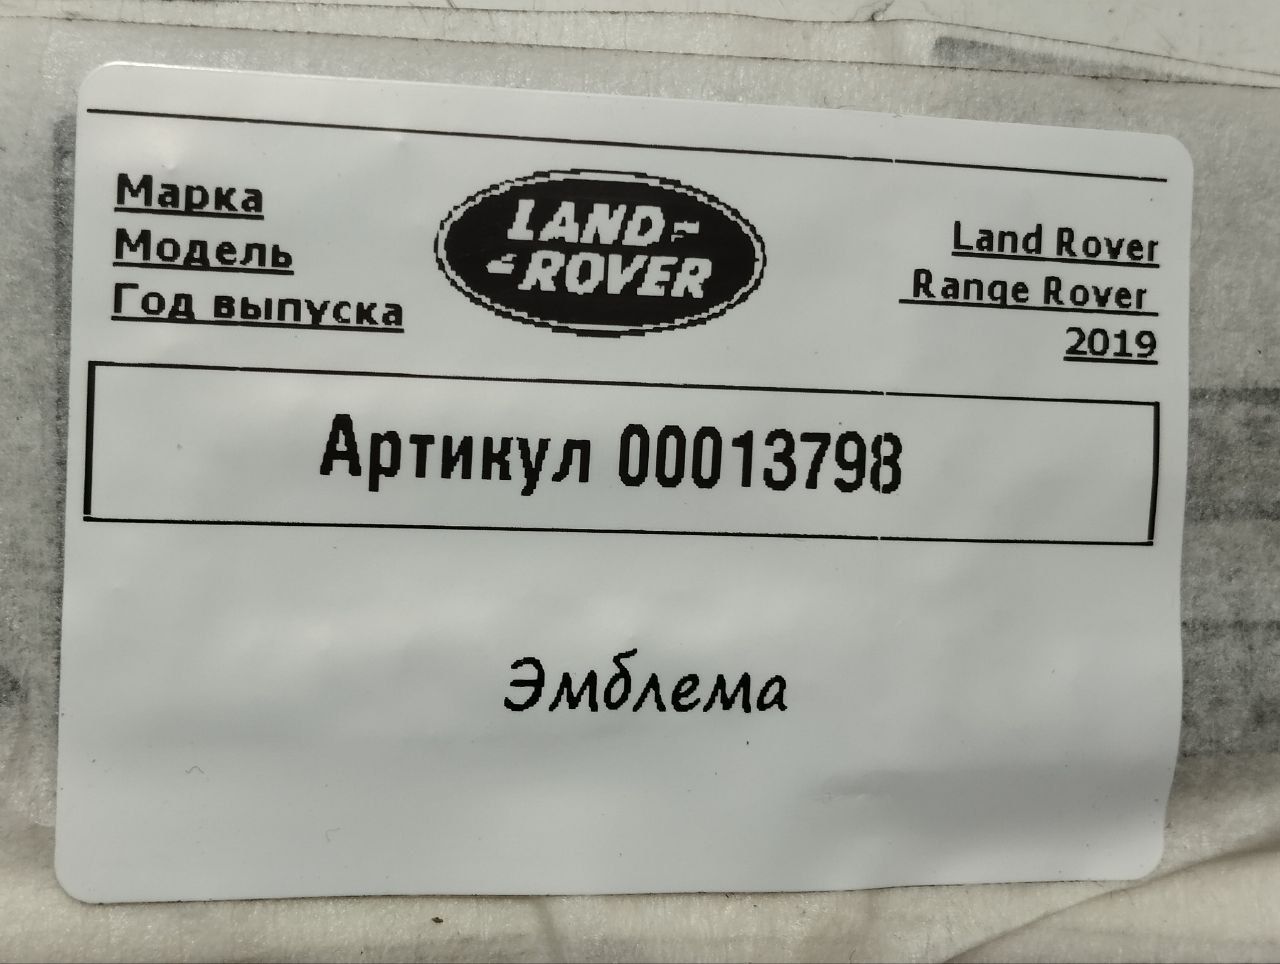 Марка
Модель
Год выпуска
LAND
ROVER
Land Rover
Range Rover
2019
Артикул 00013798
Эмблема